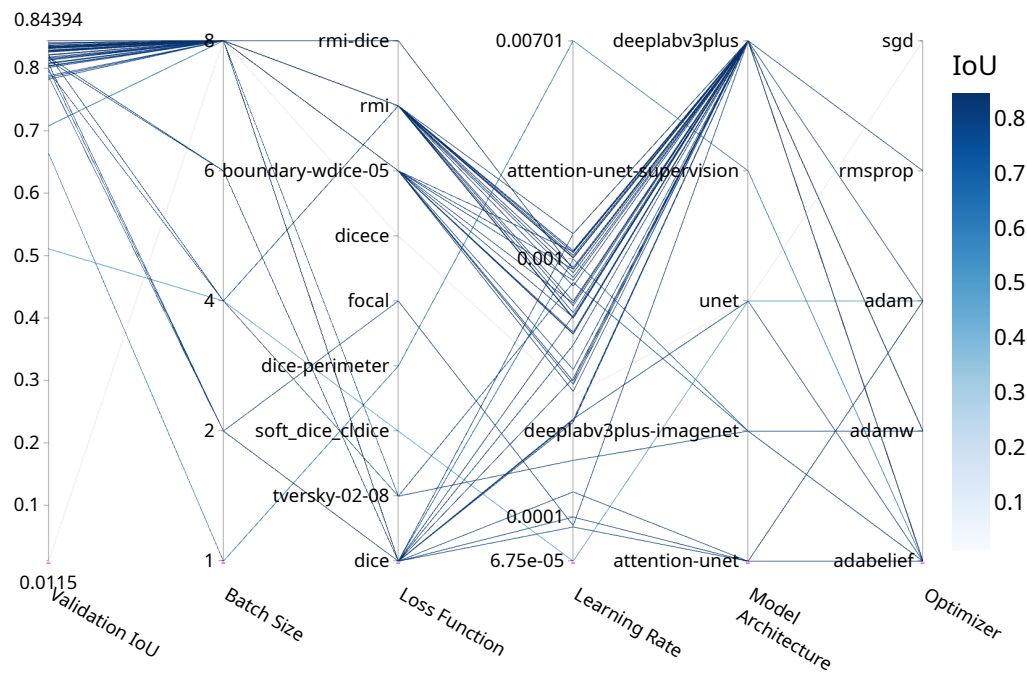 0.84394
0.8
0.7
0.6
0.5
0.4
0.3
0.2
0.1
0.0115
Validation IoU
8
6
4
2
1
Batch Size
rmi-dice
rmi
boundary-wdice-05
dicece
focal
dice-perimeter
soft_dice_cldice
tversky-02-08
dice
Loss Function
0.00701
0.001
0.0001
6.75e-05
Learning Rate
deeplabv3plus
attention-unet-supervision
unet
deeplabv3plus-imagenet
attention-unet
Model
Architecture
sgd
rmsprop
adam
adamw
adabelief
Optimizer
IoU
0.8
0.7
0.6
0.5
0.4
0.3
0.2
0.1